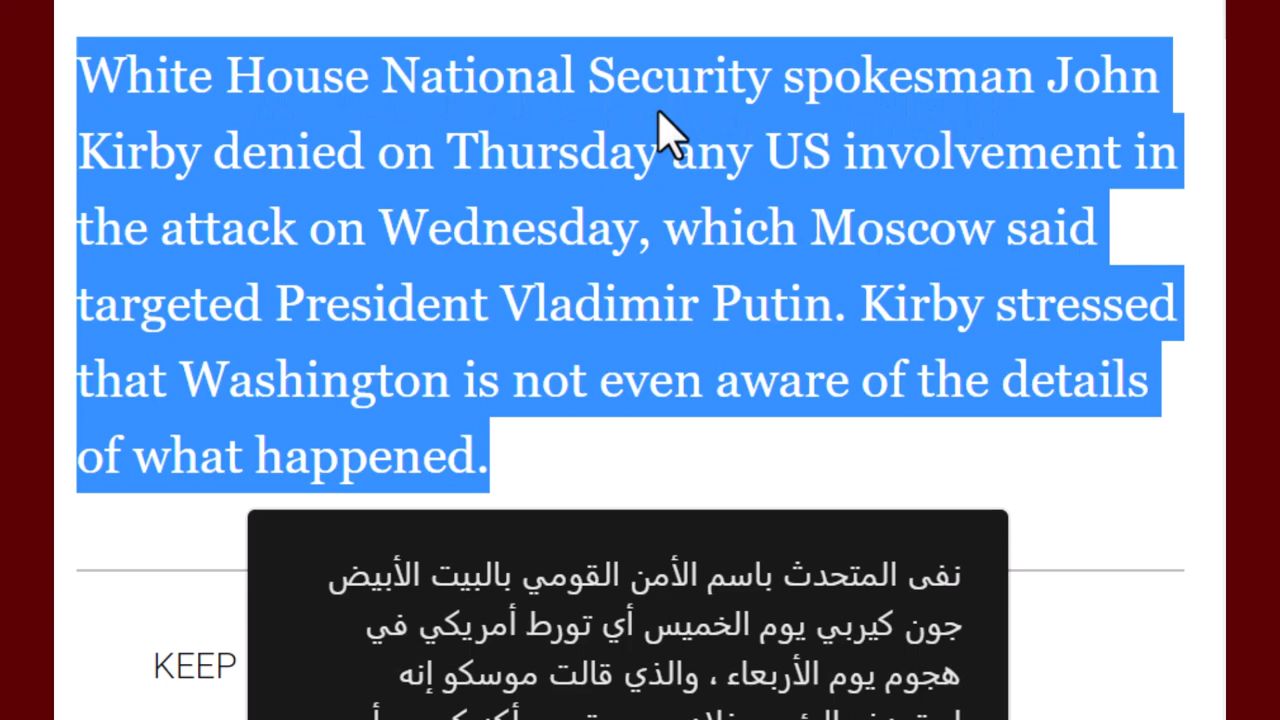 White House National Security spokesman John
Kirby denied on Thursday any US involvement in
the attack on Wednesday, which Moscow said
targeted President Vladimir Putin. Kirby stressed
that Washington is not even aware of the details
of what happened.
نفى المتحدث باسم الأمن القومي بالبيت الأبيض
جون كيربي يوم الخميس أي تورط أمريكي في
هجوم يوم الأربعاء ، والذي قالت موسكو إنه
KEEP